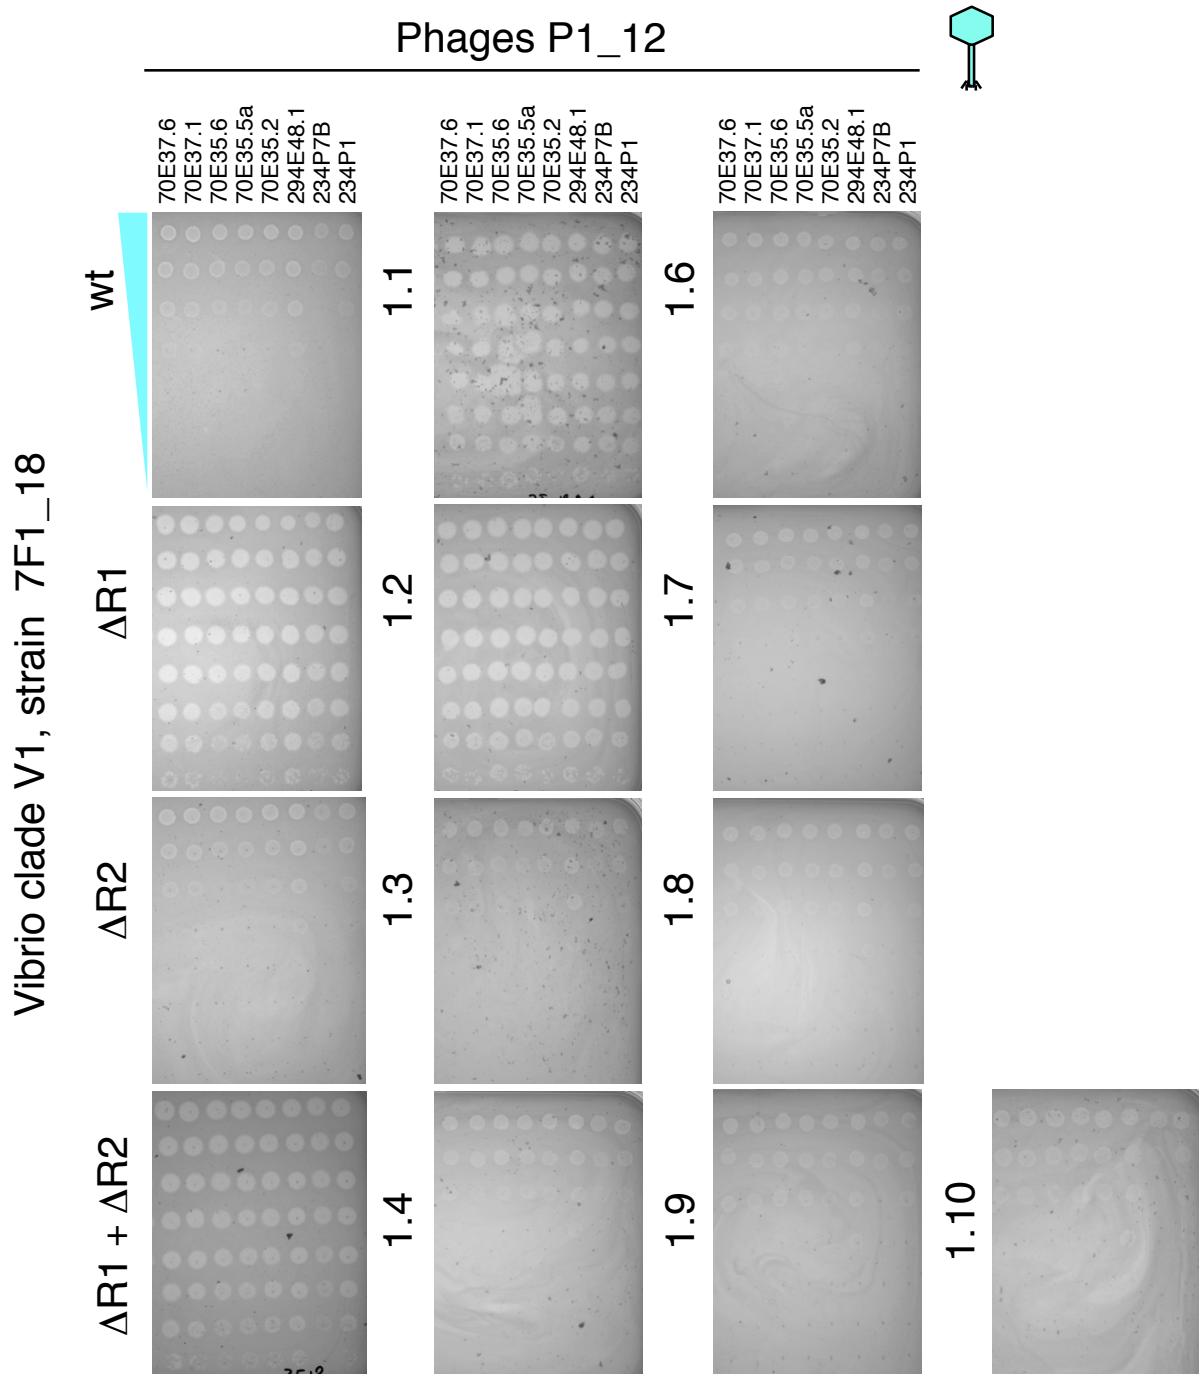 Phages P1_12
70E37.6
70E37.1
70E35.6
70E35.5a
70E35.2
294E48.1
234P7B
234P1
70E37.6
70E37.1
70E35.6
70E35.5a
70E35.2
294E48.1
234P7B
234P1
70E37.6
70E37.1
70E35.6
70E35.5a
70E35.2
294E48.1
234P7B
234P1
Vibrio clade V1, strain 7F1_18
wt
1.1
1.6
ΔR1
1.2
1.7
ΔR2
1.3
1.8
ΔR1 + ΔR2
1.4
1.9
1.10